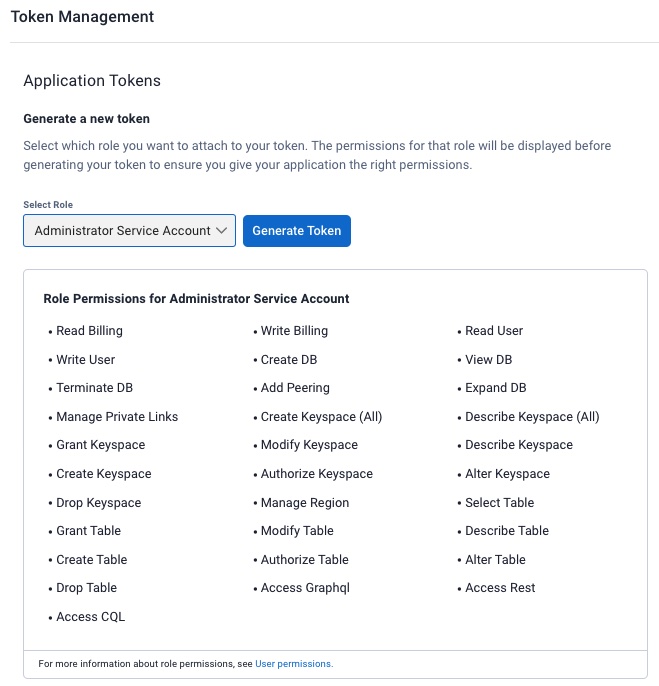 Token Management
Application Tokens
Generate a new token
Select which role you want to attach to your token. The permissions for that role will be displayed before
generating your token to ensure you give your application the right permissions.
Select Role
Administrator Service Account
Generate Token
Role Permissions for Administrator Service Account
• Read Billing • Write Billing • Read User
• Write User • Create DB • View DB
• Terminate DB • Add Peering • Expand DB
• Manage Private Links • Create Keyspace (All) • Describe Keyspace (All)
• Grant Keyspace • Modify Keyspace • Describe Keyspace
• Create Keyspace • Authorize Keyspace • Alter Keyspace
• Drop Keyspace • Manage Region • Select Table
• Grant Table • Modify Table • Describe Table
• Create Table • Authorize Table • Alter Table
• Drop Table • Access Graphql • Access Rest
• Access CQL
For more information about role permissions, see User permissions.